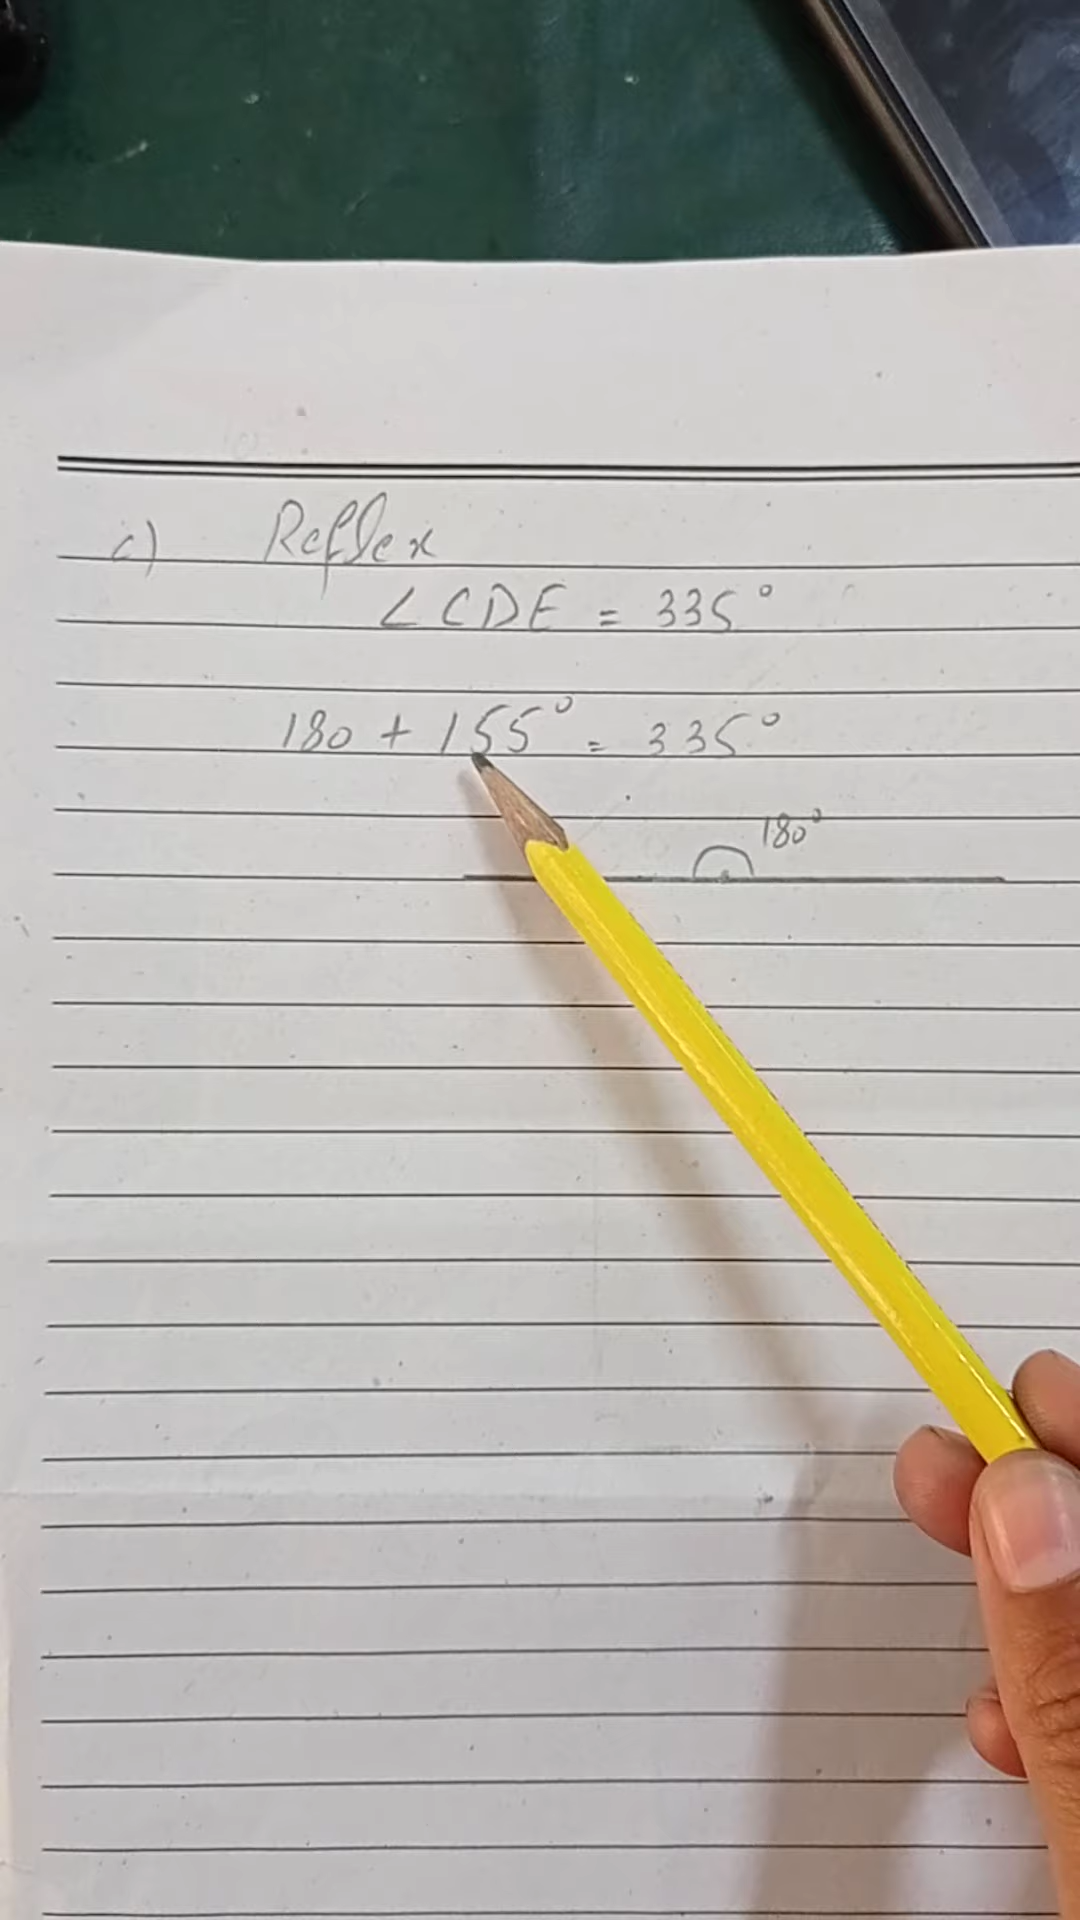 c) Reflex
∠CDE = 335°
180 + 155° = 335°
180°